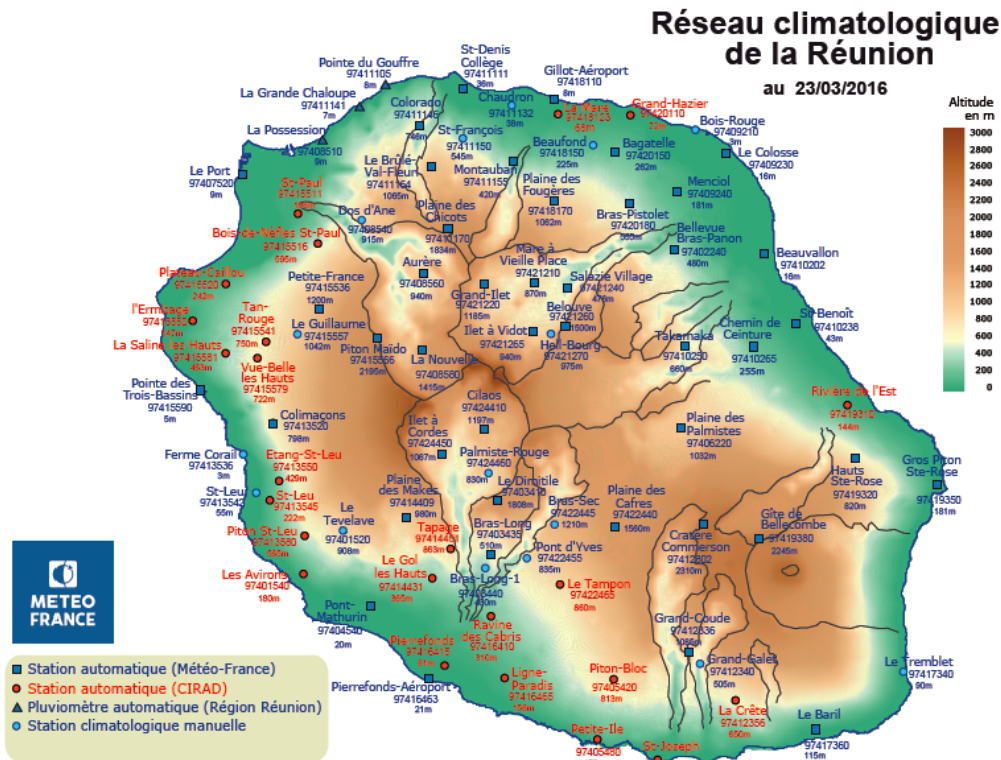 Réseau climatologique
de la Réunion
au 23/03/2016
Altitude
en m
3000
2800
2600
2400
2200
2000
1800
1600
1400
1200
1000
800
600
400
200
0
St-Denis
Collège
97411111
36m
Pointe du Gouffre
97411105
8m
Gillot-Aéroport
97418110
8m
La Grande Chaloupe
97411141
7m
Colorado
97411146
746m
Chaudron
97411132
38m
La Mare
97418123
Grand-Hazier
97420110
Bois-Rouge
97409210
3m
La Possession
97408510
9m
St-François
97411150
545m
Beaufond
97418150
225m
Bagatelle
97420150
262m
Le Colosse
97409230
16m
Le Port
97407520
9m
Le Brûlé-
Val-Fleuri
97411164
1065m
Montauban
97411155
420m
St-Paul
97415511
Plaine des
Fougères
97418170
1062m
Menciol
97409240
181m
Dos d'Ane
97408540
915m
Plaine des
Chicots
97410170
1834m
Bras-Pistolet
97420180
Bellevue
Bras-Panon
97402240
480m
Bois-de-Nèfles St-Paul
97415516
595m
Mare à
Vieille Place
97421210
870m
Beauvallon
97410202
16m
Plateau-Caillou
97415520
242m
Petite-France
97415536
1200m
Aurère
97408560
940m
Grand-Ilet
97421220
1185m
Salazie Village
97421240
476m
l'Ermitage
Tan-
Rouge
97415541
750m
Le Guillaume
97415557
1042m
Belouve
97421260
1500m
St-Benoît
97410238
43m
Ilet à Vidot
97421265
940m
Hell-Bourg
97421270
975m
Takamaka
97410250
660m
Chemin de
Ceinture
97410265
255m
La Saline les Hauts
97415581
Piton Maïdo
97415566
2195m
La Nouvelle
97408580
1415m
Vue-Belle
les Hauts
97415579
722m
Pointe des
Trois-Bassins
97415590
5m
Cilaos
97424410
1197m
Rivière de l'Est
97419310
144m
Colimaçons
97413520
798m
Ilet à
Cordes
97424450
1067m
Plaine des
Palmistes
97406220
1032m
Ferme Corail
97413536
3m
Etang-St-Leu
97413550
429m
Palmiste-Rouge
97424460
830m
Hauts
Ste-Rose
97419320
820m
Gros Piton
Ste-Rose
97419350
181m
St-Leu
97413542
55m
St-Leu
97413545
222m
Plaine
des Makes
97414409
980m
Le Dimitile
97403410
1808m
Bras-Sec
97422445
1210m
Plaine des
Cafres
97422440
1560m
Le
Tevelave
97401520
908m
Piton St-Leu
97413580
Tapage
97414451
863m
Bras-Long
97403435
510m
Cratère
Commerson
97412802
2310m
Gîte de
Bellecombe
97419380
2245m
Pont d'Yves
97422455
835m
Les Avirons
97401540
180m
Le Gol
les Hauts
97414431
Bras-Long-1
Le Tampon
97422465
860m
Pont-
Mathurin
97404540
20m
Ravine
des Cabris
97416410
310m
Grand-Coude
97412336
Pierrefonds
97416415
Ligne-
Paradis
97416465
Piton-Bloc
97405420
813m
Grand-Galet
97412340
505m
Le Tremblet
97417340
90m
Pierrefonds-Aéroport
97416463
21m
La Crête
97412356
650m
Petite-Ile
97405480
St-Joseph
Le Baril
97417360
115m
METEO
FRANCE
Station automatique (Météo-France)
Station automatique (CIRAD)
Pluviomètre automatique (Région Réunion)
Station climatologique manuelle